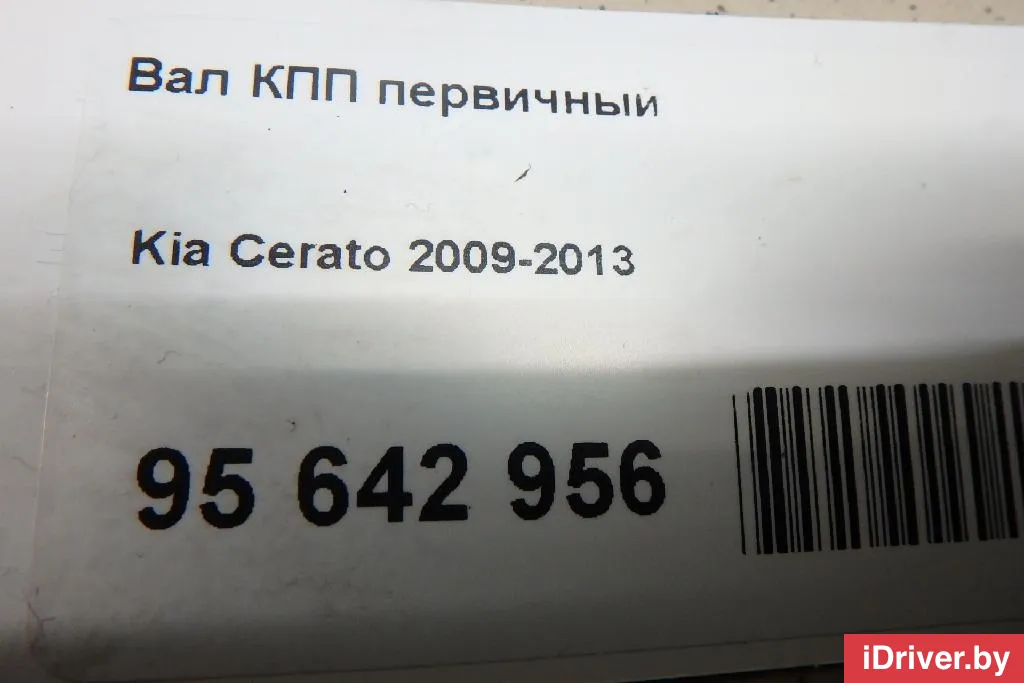 Вал КПП первичный
Kia Cerato 2009-2013
95 642 956
iDriver.by